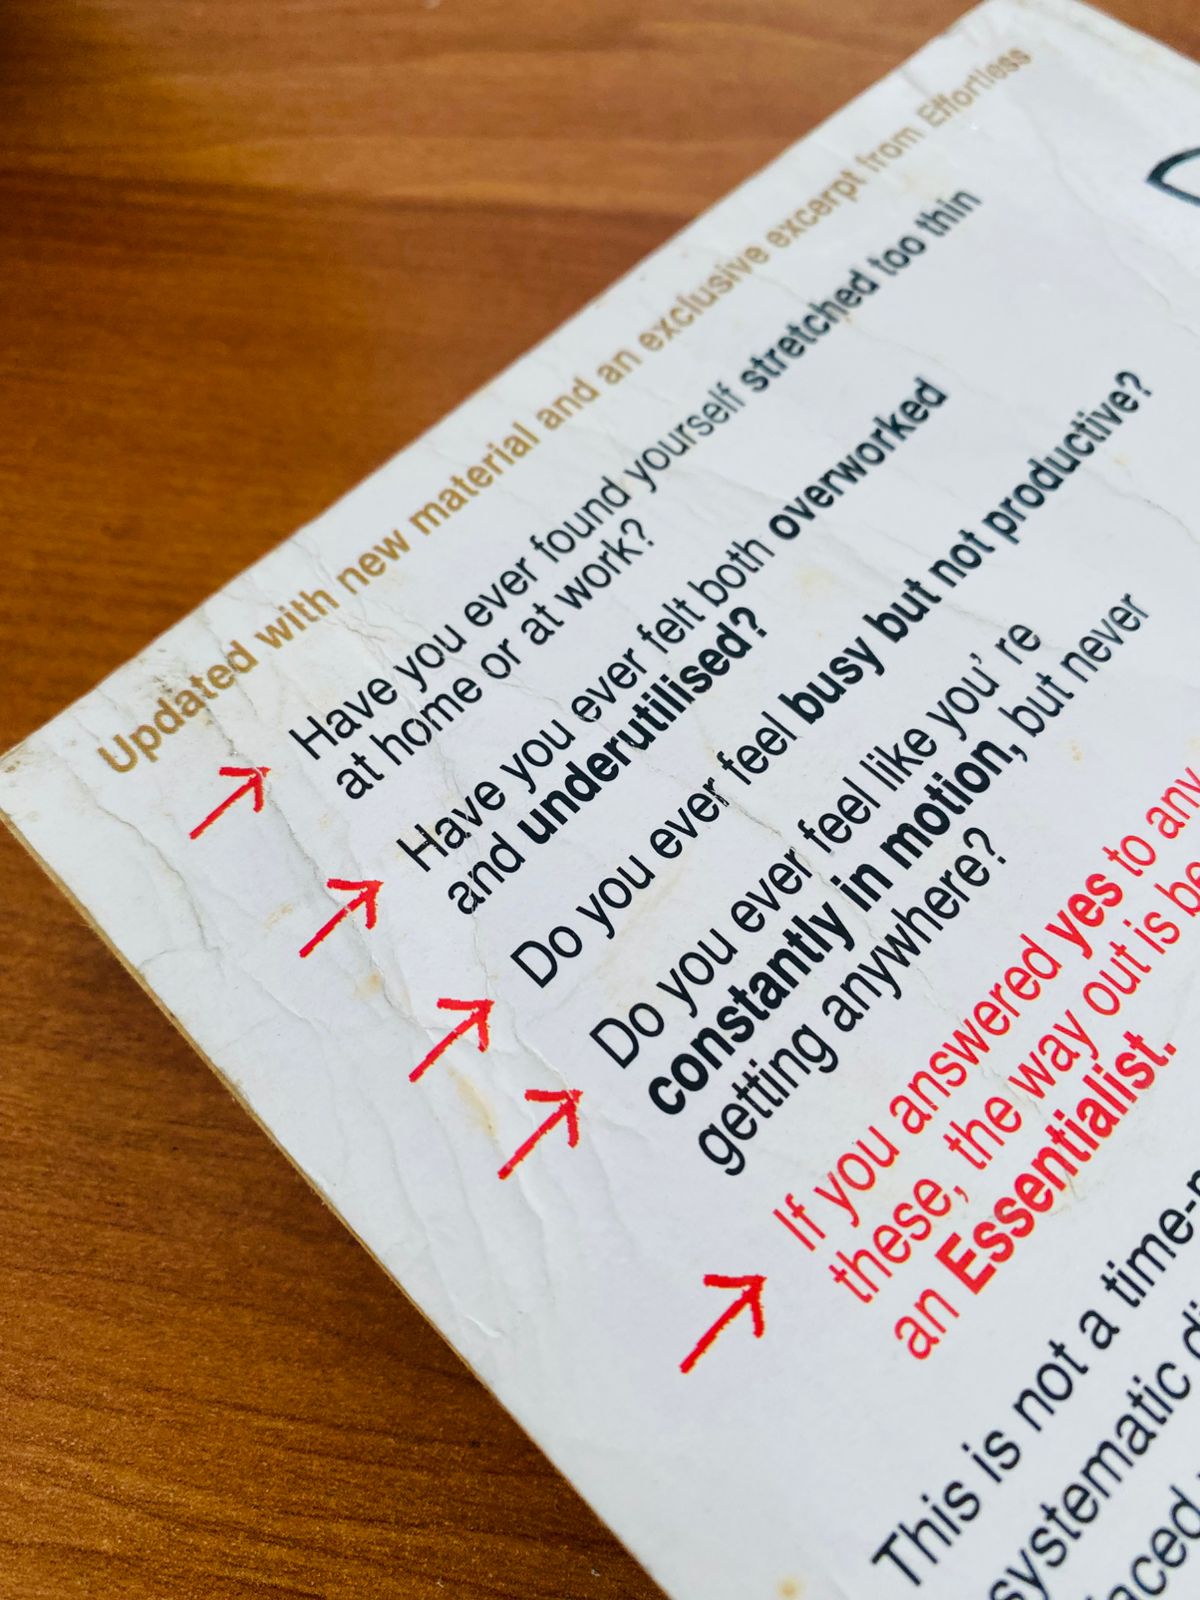 Updated with new material and an exclusive excerpt from Effortless
Have you ever found yourself stretched too thin
at home or at work?
Have you ever felt both overworked
and underutilised?
Do you ever feel busy but not productive?
Do you ever feel like you' re
constantly in motion, but never
getting anywhere?
If you answered yes to any
these, the way out is
an Essentialist.
This is not a
systematic